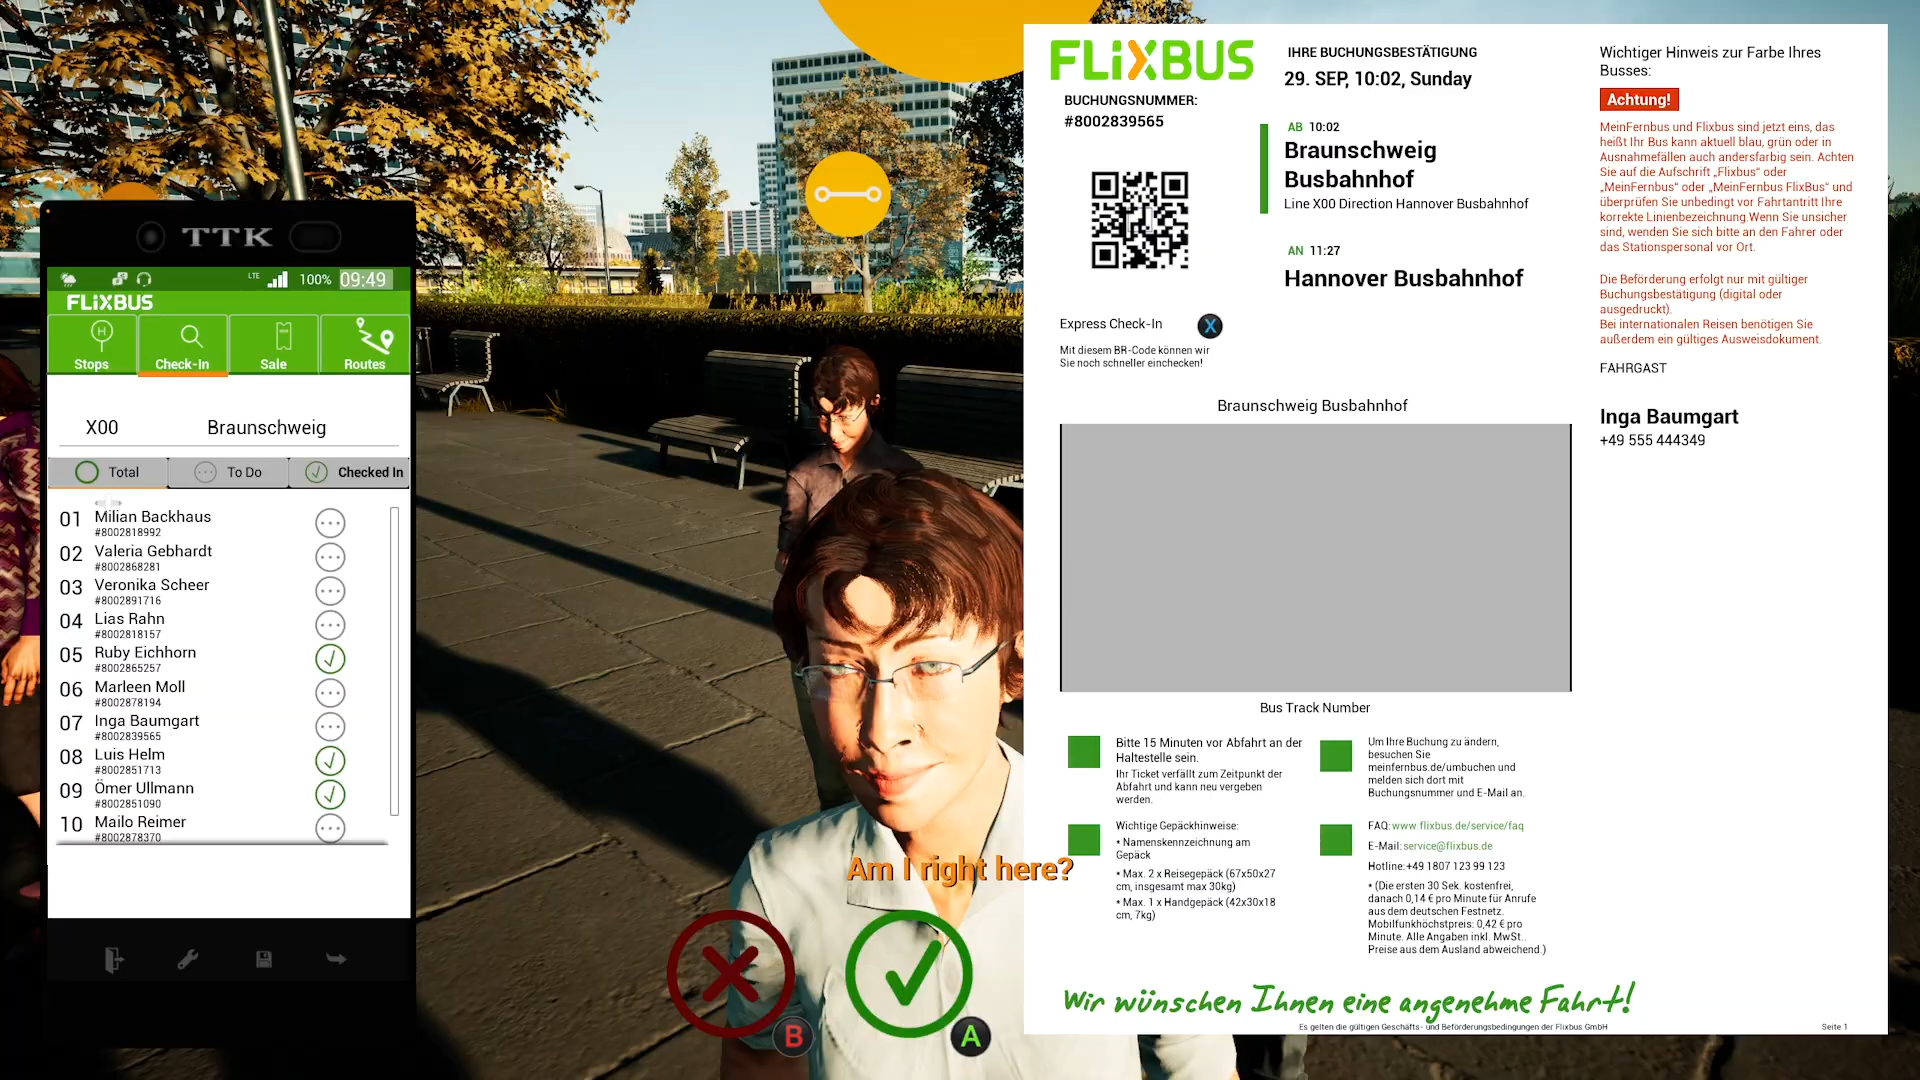 TTK
LTE
100%
09:49
FLiXBUS
H
Stops
Check-In
Sale
Routes
X00
Braunschweig
Total
To Do
Checked In
01 Milian Backhaus
#8002818992
02 Valeria Gebhardt
#8002868281
03 Veronika Scheer
#8002891716
04 Lias Rahn
#8002818157
05 Ruby Eichhorn
#8002865257
06 Marleen Moll
#8002878194
07 Inga Baumgart
#8002839565
08 Luis Helm
#8002851713
09 Ömer Ullmann
#8002851090
10 Mailo Reimer
#8002878370
Am I right here?
B
A
FLiXBUS
BUCHUNGSNUMMER:
#8002839565
IHRE BUCHUNGSBESTÄTIGUNG
29. SEP, 10:02, Sunday
AB 10:02
Braunschweig
Busbahnhof
Line X00 Direction Hannover Busbahnhof
AN 11:27
Hannover Busbahnhof
Express Check-In
X
Mit diesem BR-Code können wir
Sie noch schneller einchecken!
Braunschweig Busbahnhof
Bus Track Number
Bitte 15 Minuten vor Abfahrt an der
Haltestelle sein.
Ihr Ticket verfällt zum Zeitpunkt der
Abfahrt und kann neu vergeben
werden.
Wichtige Gepäckhinweise:
* Namenskennzeichnung am
Gepäck
* Max. 2 x Reisegepäck (67x50x27
cm, insgesamt max 30kg)
* Max. 1 x Handgepäck (42x30x18
cm, 7kg)
Um Ihre Buchung zu ändern,
besuchen Sie
meinfernbus.de/umbuchen und
melden sich dort mit
Buchungsnummer und E-Mail an.
FAQ: www.flixbus.de/service/faq
E-Mail: service@flixbus.de
Hotline: +49 1807 123 99 123
* (Die ersten 30 Sek. kostenfrei,
danach 0,14 € pro Minute für Anrufe
aus dem deutschen Festnetz.
Mobilfunkhöchstpreis: 0,42 € pro
Minute. Alle Angaben inkl. MwSt..
Preise aus dem Ausland abweichend.)
Wichtiger Hinweis zur Farbe Ihres
Busses:
Achtung!
MeinFernbus und Flixbus sind jetzt eins, das
heißt Ihr Bus kann aktuell blau, grün oder in
Ausnahmefällen auch andersfarbig sein. Achten
Sie auf die Aufschrift „Flixbus" oder
„MeinFernbus" oder „MeinFernbus FlixBus" und
überprüfen Sie unbedingt vor Fahrtantritt Ihre
korrekte Linienbezeichnung.Wenn Sie unsicher
sind, wenden Sie sich bitte an den Fahrer oder
das Stationspersonal vor Ort.
Die Beförderung erfolgt nur mit gültiger
Buchungsbestätigung (digital oder
ausgedruckt).
Bei internationalen Reisen benötigen Sie
außerdem ein gültiges Ausweisdokument.
FAHRGAST
Inga Baumgart
+49 555 444349
Wir wünschen Ihnen eine angenehme Fahrt!
Es gelten die gültigen Geschäfts- und Beförderungsbedingungen der Flixbus GmbH
Seite 1